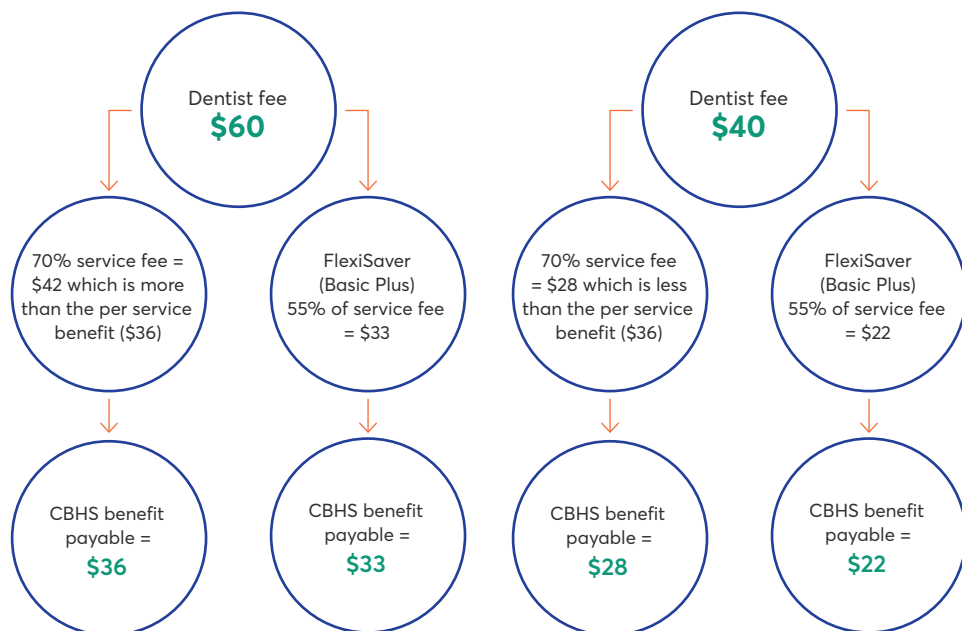 Dentist fee
$60
70% service fee =
$42 which is more
than the per service
benefit ($36)
FlexiSaver
(Basic Plus)
55% of service fee
= $33
CBHS benefit
payable =
$36
CBHS benefit
payable =
$33
Dentist fee
$40
70% service fee
= $28 which is less
than the per service
benefit ($36)
FlexiSaver
(Basic Plus)
55% of service fee
= $22
CBHS benefit
payable =
$28
CBHS benefit
payable =
$22